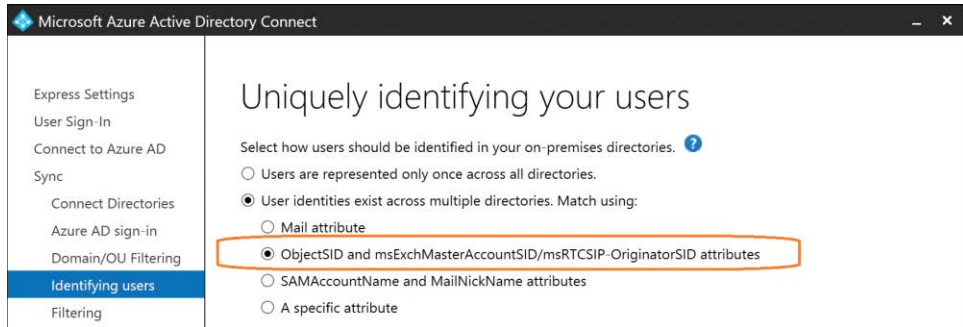 Microsoft Azure Active Directory Connect
Express Settings
User Sign-In
Connect to Azure AD
Sync
Connect Directories
Azure AD sign-in
Domain/OU Filtering
Identifying users
Filtering
Uniquely identifying your users
Select how users should be identified in your on-premises directories. ?
Users are represented only once across all directories.
User identities exist across multiple directories. Match using:
Mail attribute
ObjectSID and msExchMasterAccountSID/msRTCSIP-OriginatorSID attributes
SAMAccountName and MailNickName attributes
A specific attribute